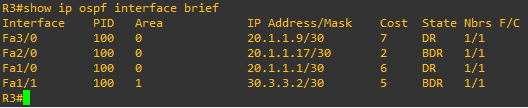 R3#show ip ospf interface brief
Interface    PID   Area            IP Address/Mask    Cost  State Nbrs F/C
Fa3/0        100   0               20.1.1.9/30        7     DR    1/1
Fa2/0        100   0               20.1.1.17/30       2     BDR   1/1
Fa1/0        100   0               20.1.1.1/30        6     DR    1/1
Fa1/1        100   1               30.3.3.2/30        5     BDR   1/1
R3#